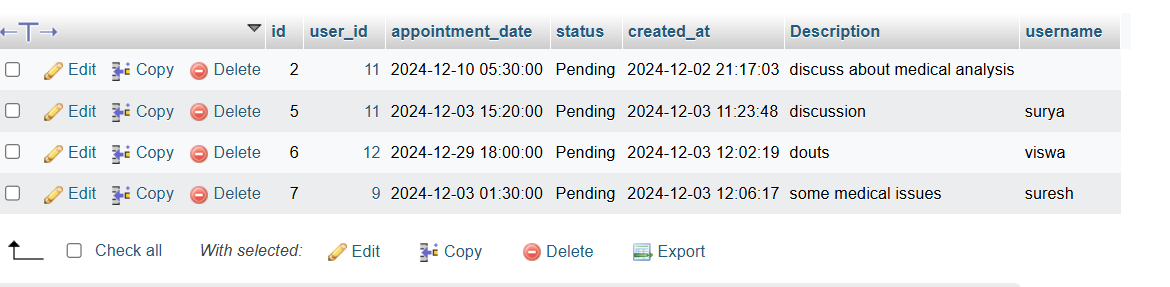 id user_id appointment_date status created_at Description username
Edit Copy Delete 2 11 2024-12-10 05:30:00 Pending 2024-12-02 21:17:03 discuss about medical analysis
Edit Copy Delete 5 11 2024-12-03 15:20:00 Pending 2024-12-03 11:23:48 discussion surya
Edit Copy Delete 6 12 2024-12-29 18:00:00 Pending 2024-12-03 12:02:19 douts viswa
Edit Copy Delete 7 9 2024-12-03 01:30:00 Pending 2024-12-03 12:06:17 some medical issues suresh
Check all With selected: Edit Copy Delete Export